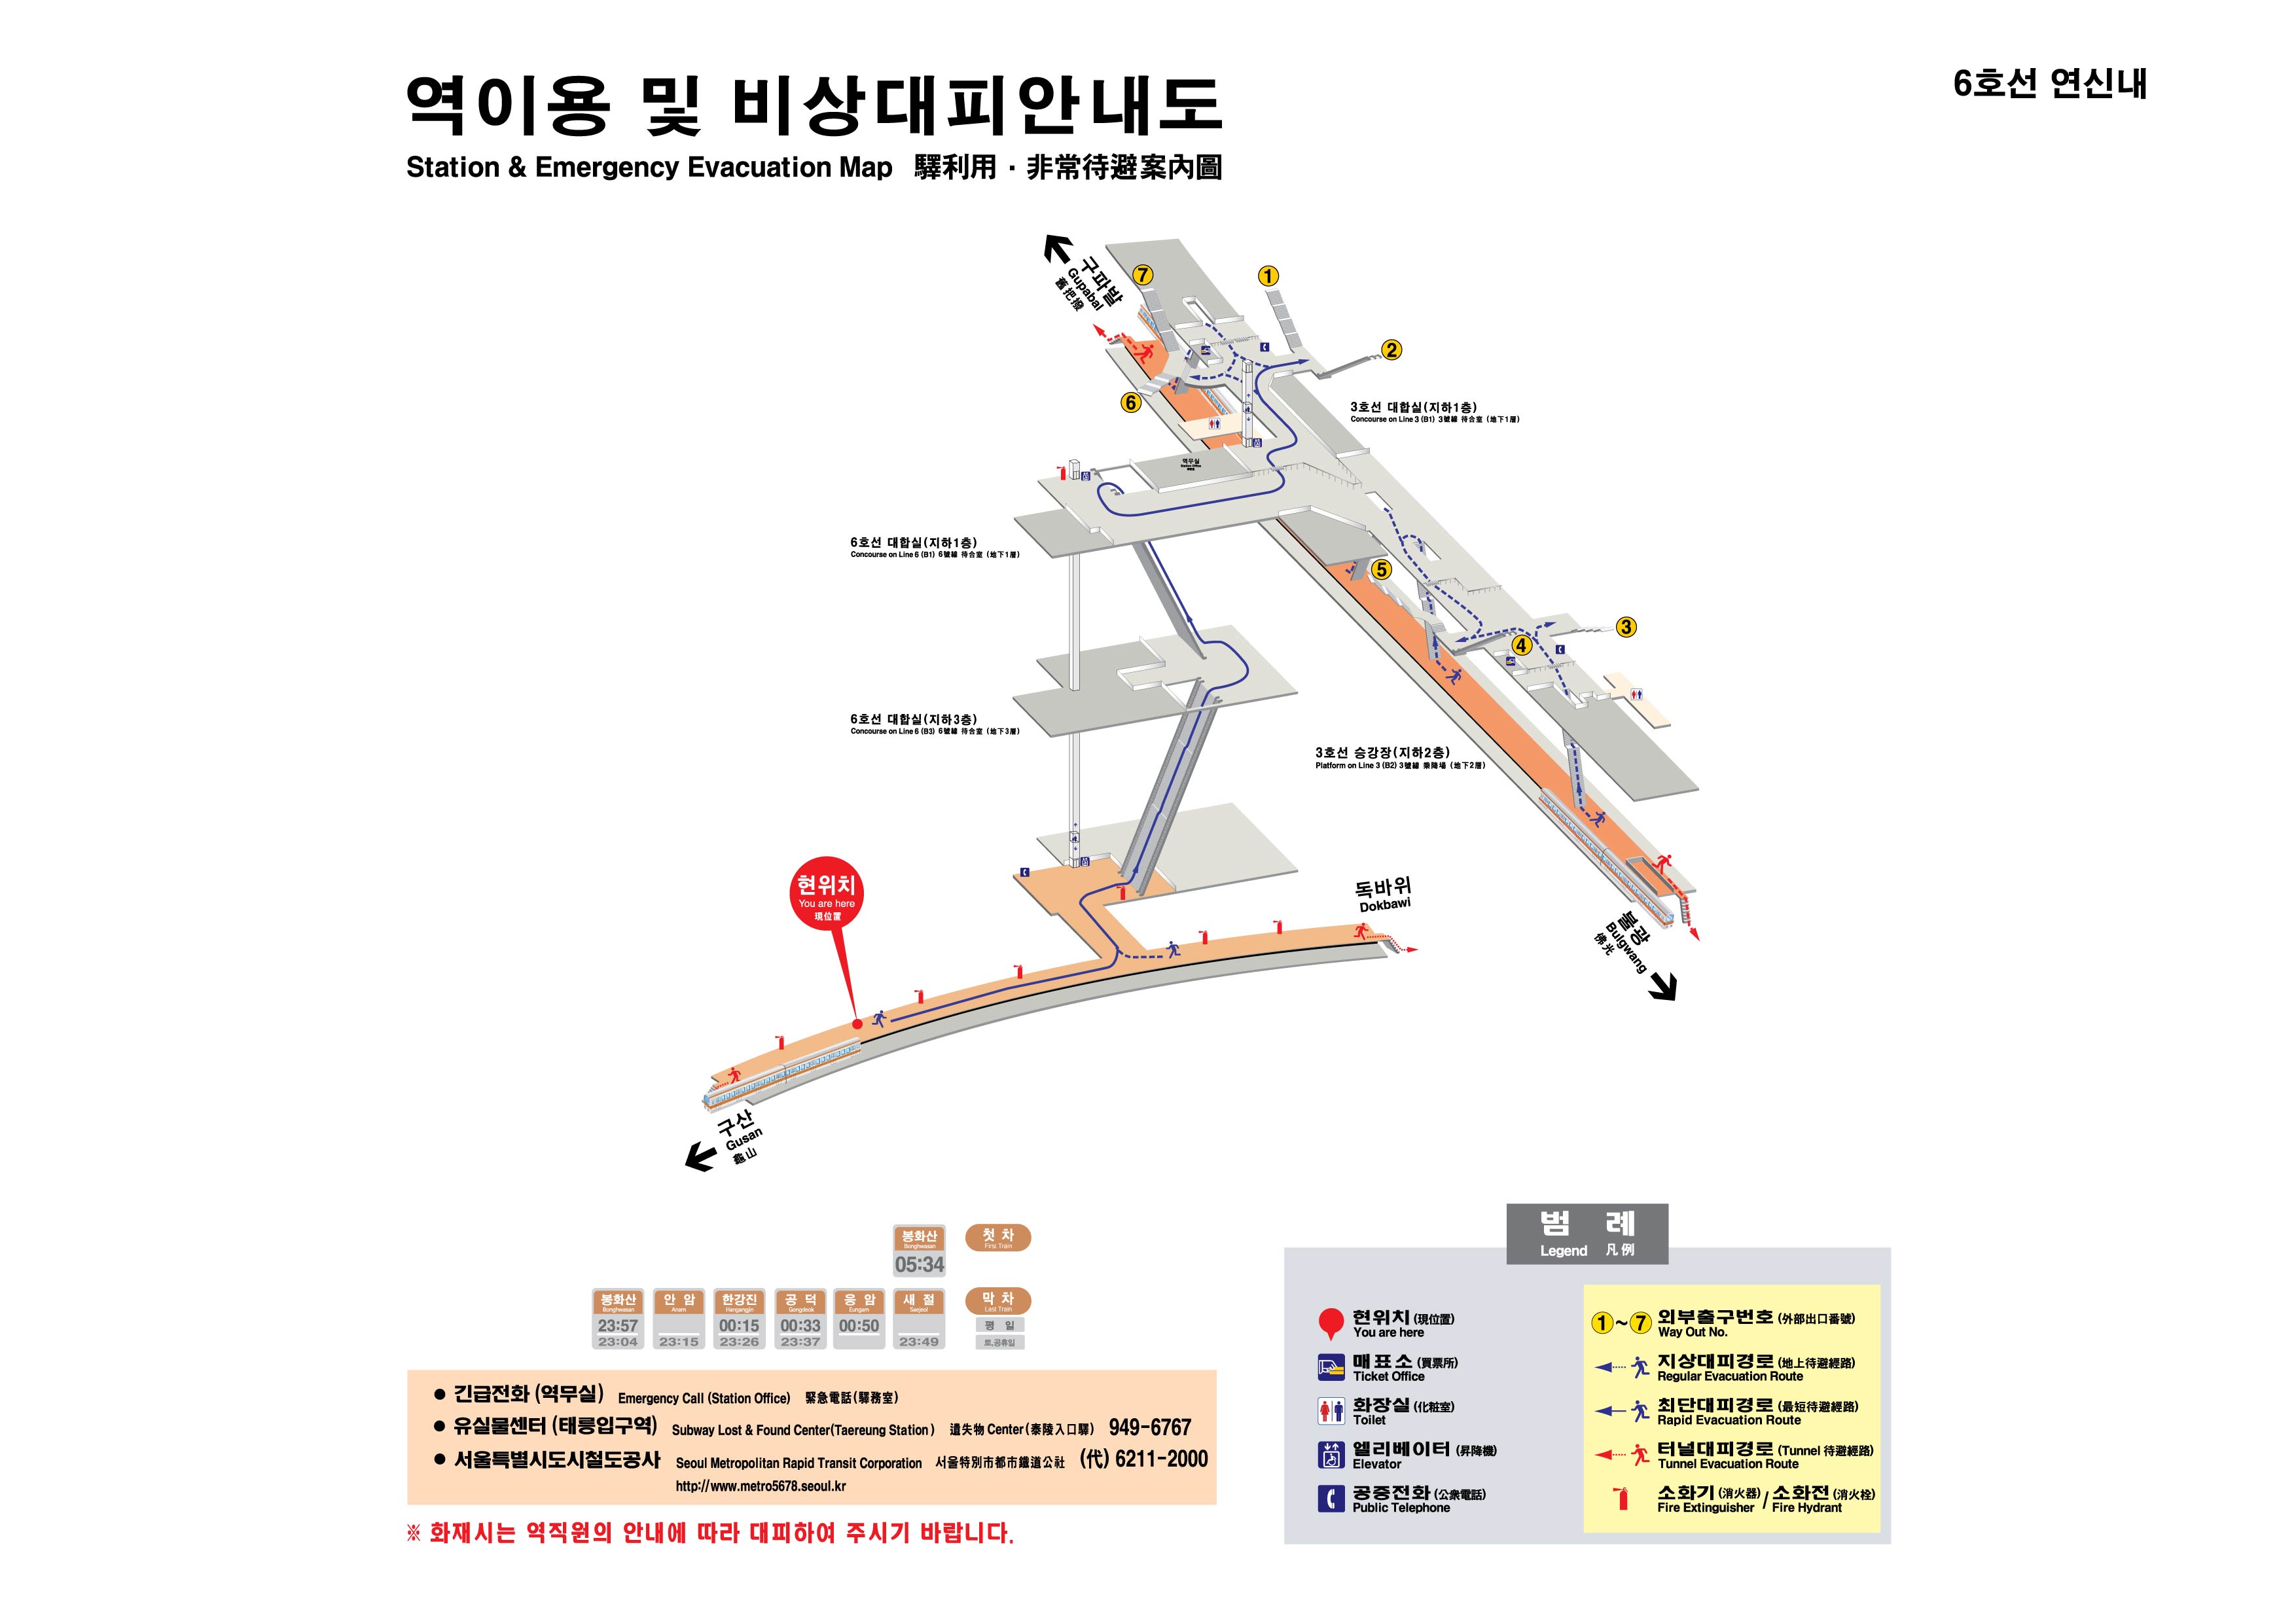 역이용 및 비상대피안내도
Station & Emergency Evacuation Map 驛利用 · 非常待避案內圖
6호선 연신내
구파발
Gupabal
舊把撥
7
1
2
6
3호선 대합실(지하1층)
Concourse on Line 3 (B1) 3號線 待合室 (地下1層)
역무실
Station Office
6호선 대합실(지하1층)
Concourse on Line 6 (B1) 6號線 待合室 (地下1層)
5
3
4
6호선 대합실(지하3층)
Concourse on Line 6 (B3) 6號線 待合室 (地下3層)
3호선 승강장(지하2층)
Platform on Line 3 (B2) 3號線 乘降場 (地下2層)
현위치
You are here
現位置
독바위
Dokbawi
불광
Bulgwang
佛光
구산
Gusan
龜山
봉화산
Bonghwasan
05:34
첫 차
First Train
봉화산
Bonghwasan
23:57
23:04
안 암
Anam
23:15
한강진
Hangangjin
00:15
23:26
공 덕
Gongdeok
00:33
23:37
응 암
Eungam
00:50
새 절
Saejeol
23:49
막 차
Last Train
평 일
토,공휴일
● 긴급전화 (역무실) Emergency Call (Station Office) 緊急電話(驛務室)
● 유실물센터 (태릉입구역) Subway Lost & Found Center(Taereung Station) 遺失物 Center (泰陵入口驛) 949-6767
● 서울특별시도시철도공사 Seoul Metropolitan Rapid Transit Corporation 서울特別市都市鐵道公社 (代) 6211-2000
http://www.metro5678.seoul.kr
※ 화재시는 역직원의 안내에 따라 대피하여 주시기 바랍니다.
범 례
Legend 凡例
현위치 (現位置)
You are here
매표소 (買票所)
Ticket Office
화장실 (化粧室)
Toilet
엘리베이터 (昇降機)
Elevator
공중전화 (公衆電話)
Public Telephone
1~7 외부출구번호 (外部出口番號)
Way Out No.
지상대피경로 (地上待避經路)
Regular Evacuation Route
최단대피경로 (最短待避經路)
Rapid Evacuation Route
터널대피경로 (Tunnel 待避經路)
Tunnel Evacuation Route
소화기 (消火器) / 소화전 (消火栓)
Fire Extinguisher / Fire Hydrant